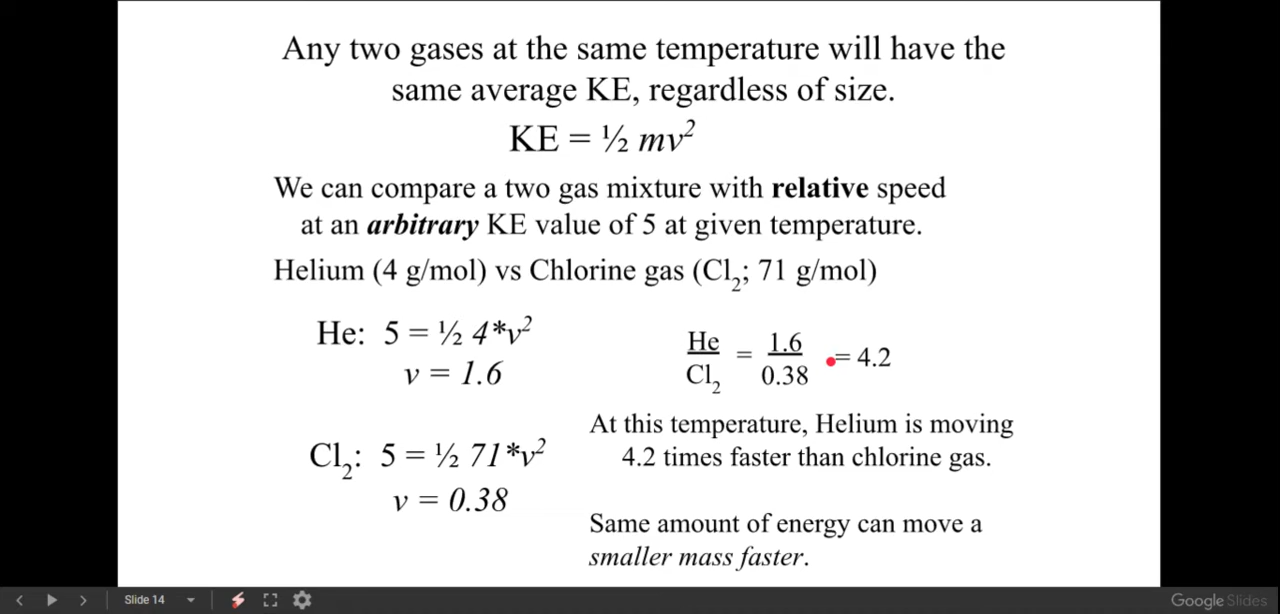 Any two gases at the same temperature will have the
same average KE, regardless of size.
KE = ½ mv²
We can compare a two gas mixture with relative speed
at an arbitrary KE value of 5 at given temperature.
Helium (4 g/mol) vs Chlorine gas (Cl₂; 71 g/mol)
He: 5 = ½ 4*v²
v = 1.6
Cl₂: 5 = ½ 71*v²
v = 0.38
He
Cl₂
=
1.6
0.38
= 4.2
At this temperature, Helium is moving
4.2 times faster than chlorine gas.
Same amount of energy can move a
smaller mass faster.
Slide 14
Google Slides